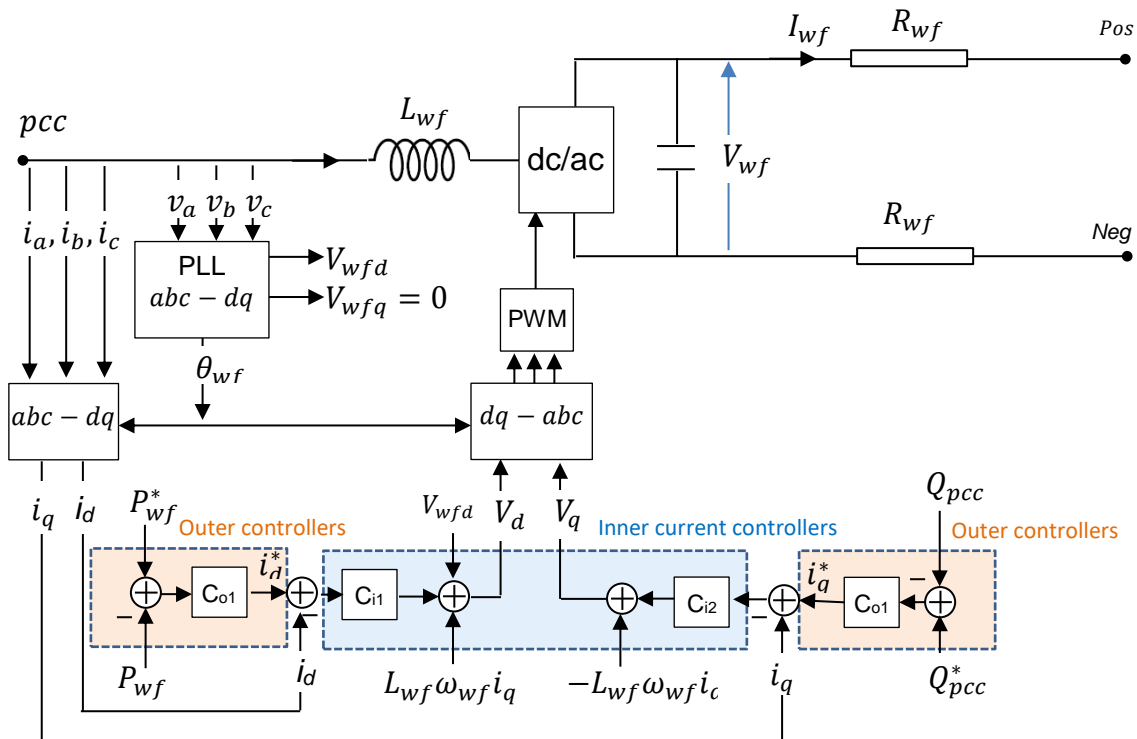 I_wf
R_wf
Pos
pcc
L_wf
dc/ac
V_wf
v_a v_b v_c
i_a, i_b, i_c
R_wf
Neg
PLL
abc − dq
V_wfd
V_wfq = 0
PWM
θ_wf
abc − dq
dq − abc
i_q
i_d
P*_wf
V_wfd
V_d
V_q
Q_pcc
Outer controllers
Inner current controllers
Outer controllers
i*_d
i*_q
−
C_o1
C_i1
C_i2
C_o1
−
−
−
P_wf
i_d
L_wf ω_wf i_q
−L_wf ω_wf i_d
i_q
Q*_pcc